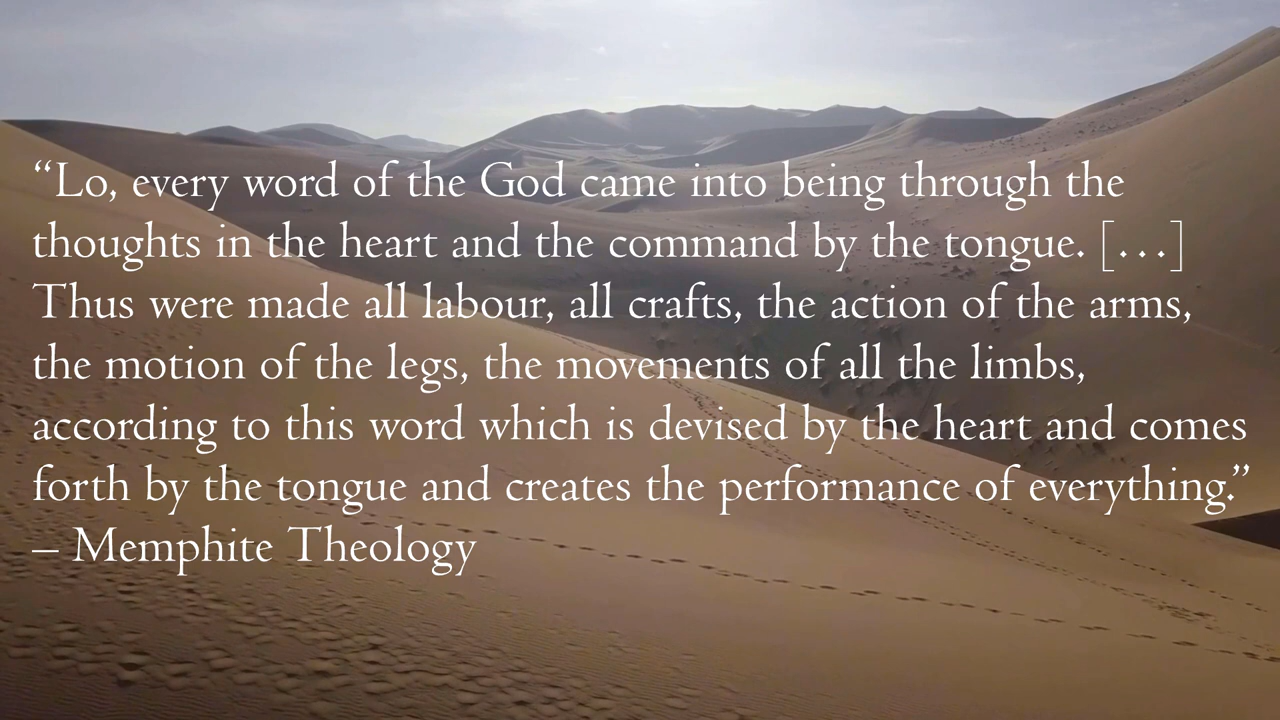 “Lo, every word of the God came into being through the
thoughts in the heart and the command by the tongue. […]
Thus were made all labour, all crafts, the action of the arms,
the motion of the legs, the movements of all the limbs,
according to this word which is devised by the heart and comes
forth by the tongue and creates the performance of everything.”
– Memphite Theology